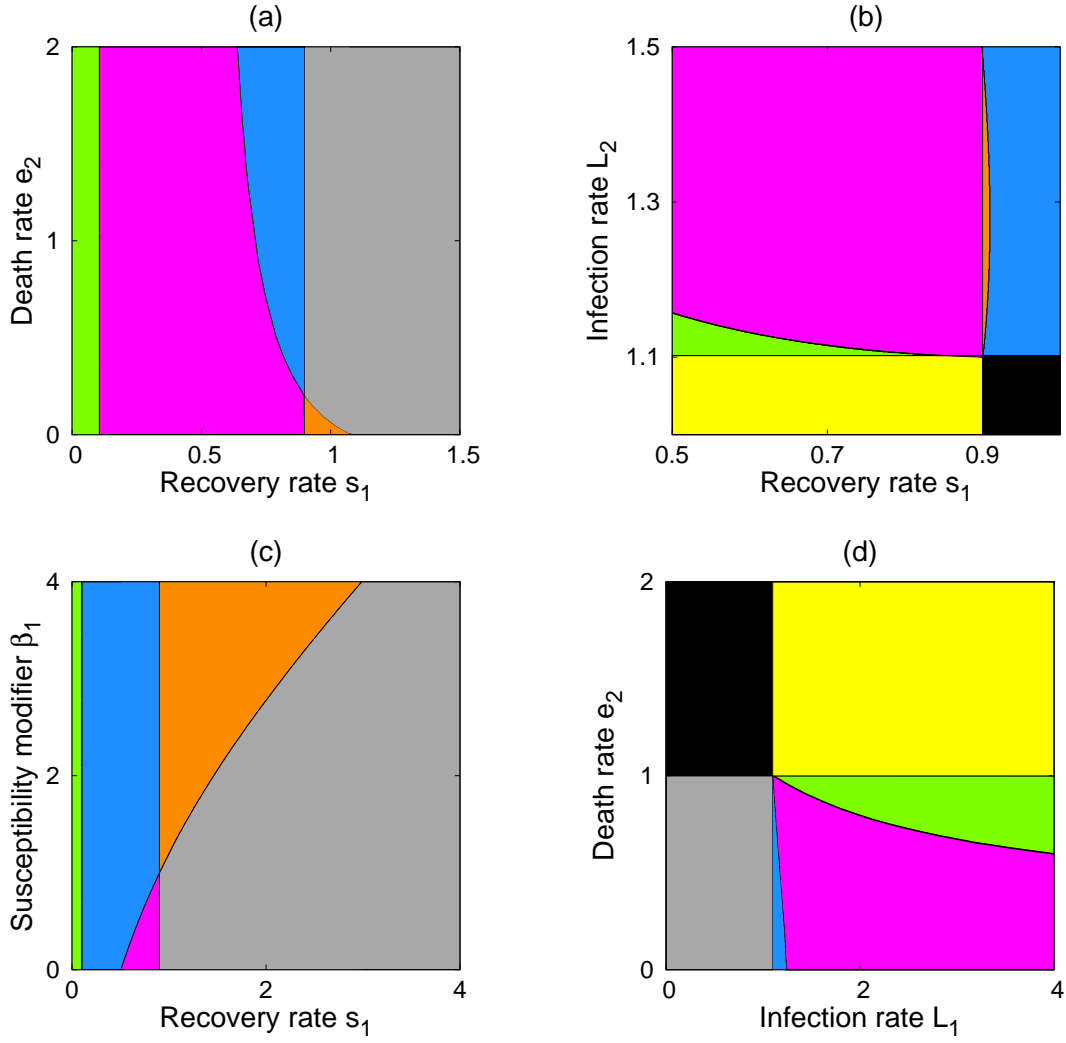 (a)
2
1
0
Death rate e₂
0
0.5
1
1.5
Recovery rate s₁
(b)
1.5
1.3
1.1
Infection rate L₂
0.5
0.7
0.9
Recovery rate s₁
(c)
4
2
0
Susceptibility modifier β₁
0
2
4
Recovery rate s₁
(d)
2
1
0
Death rate e₂
0
2
4
Infection rate L₁